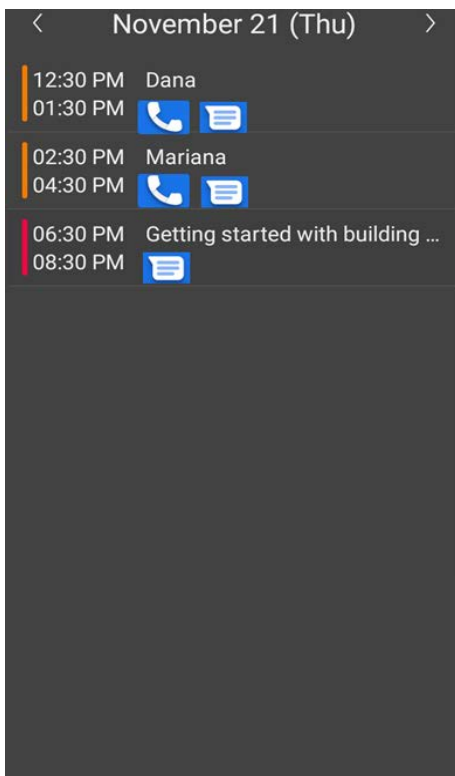 November 21 (Thu)
12:30 PM Dana
01:30 PM
02:30 PM Mariana
04:30 PM
06:30 PM Getting started with building ...
08:30 PM